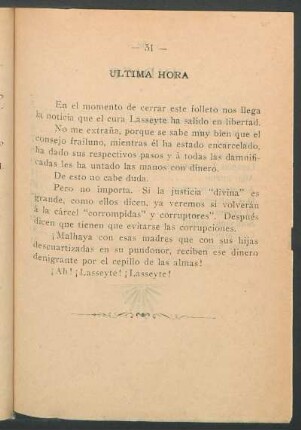 — 31 —
ULTIMA HORA
En el momento de cerrar este folleto nos llega
la noticia que el cura Lasseyte ha salido en libertad.
No me extraña, porque se sabe muy bien que el
consejo frailuno, mientras él ha estado encarcelado,
ha dado sus respectivos pasos y á todas las damnifi-
cadas les ha untado las manos con dinero.
De esto no cabe duda.
Pero no importa. Si la justicia "divina" es
grande, como ellos dicen, ya veremos si volverán
á la cárcel "corrompidas" y corruptores". Después
dicen que tienen que evitarse las corrupciones.
¡Malhaya con esas madres que con sus hijas
descuartizadas en su pundonor, reciben ese dinero
denigrante por el cepillo de las almas!
¡Ah! ¡Lasseyte! ¡Lasseyte!